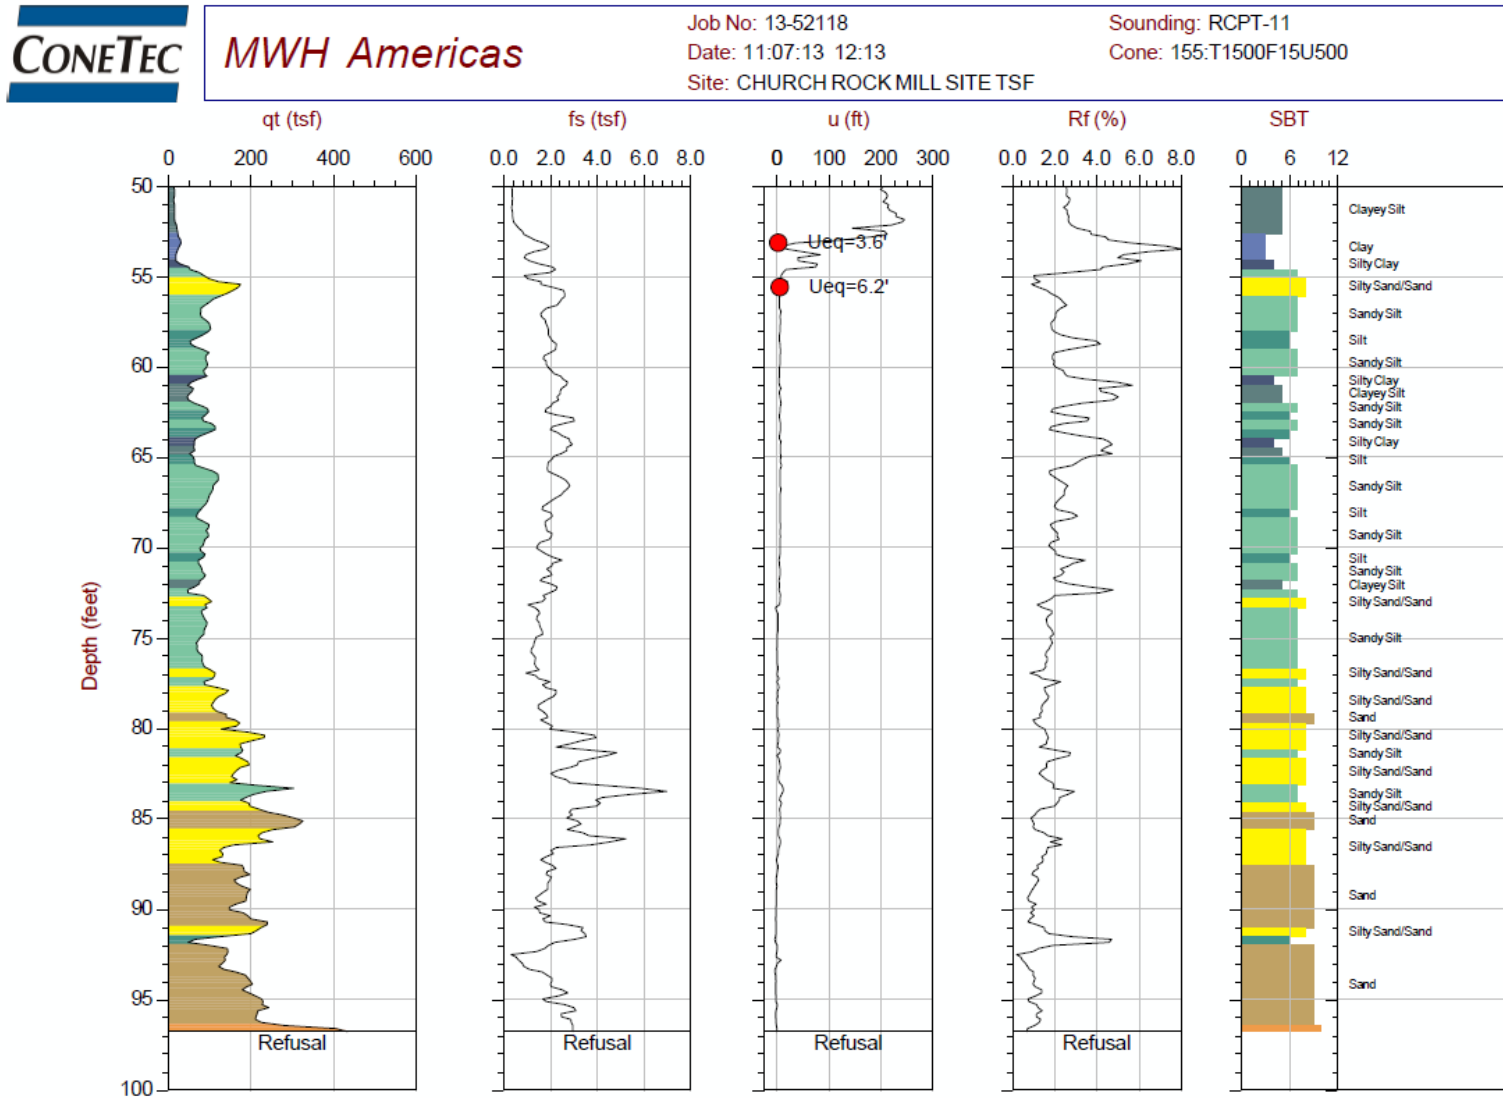 CONETEC
MWH Americas
Job No: 13-52118
Date: 11:07:13 12:13
Site: CHURCH ROCK MILL SITE TSF
Sounding: RCPT-11
Cone: 155:T1500F15U500
qt (tsf)
fs (tsf)
u (ft)
Rf (%)
SBT
0 200 400 600
0.0 2.0 4.0 6.0 8.0
0 100 200 300
0.0 2.0 4.0 6.0 8.0
0 6 12
Depth (feet)
50
55
60
65
70
75
80
85
90
95
100
Ueq=3.6'
Ueq=6.2'
Refusal
Refusal
Refusal
Refusal
Clayey Silt
Clay
Silty Clay
Silty Sand/Sand
Sandy Silt
Silt
Sandy Silt
Silty Clay
Clayey Silt
Sandy Silt
Sandy Silt
Silty Clay
Silt
Sandy Silt
Silt
Sandy Silt
Silt
Sandy Silt
Clayey Silt
Silty Sand/Sand
Sandy Silt
Silty Sand/Sand
Silty Sand/Sand
Sand
Silty Sand/Sand
Sandy Silt
Silty Sand/Sand
Sandy Silt
Silty Sand/Sand
Sand
Silty Sand/Sand
Sand
Silty Sand/Sand
Sand